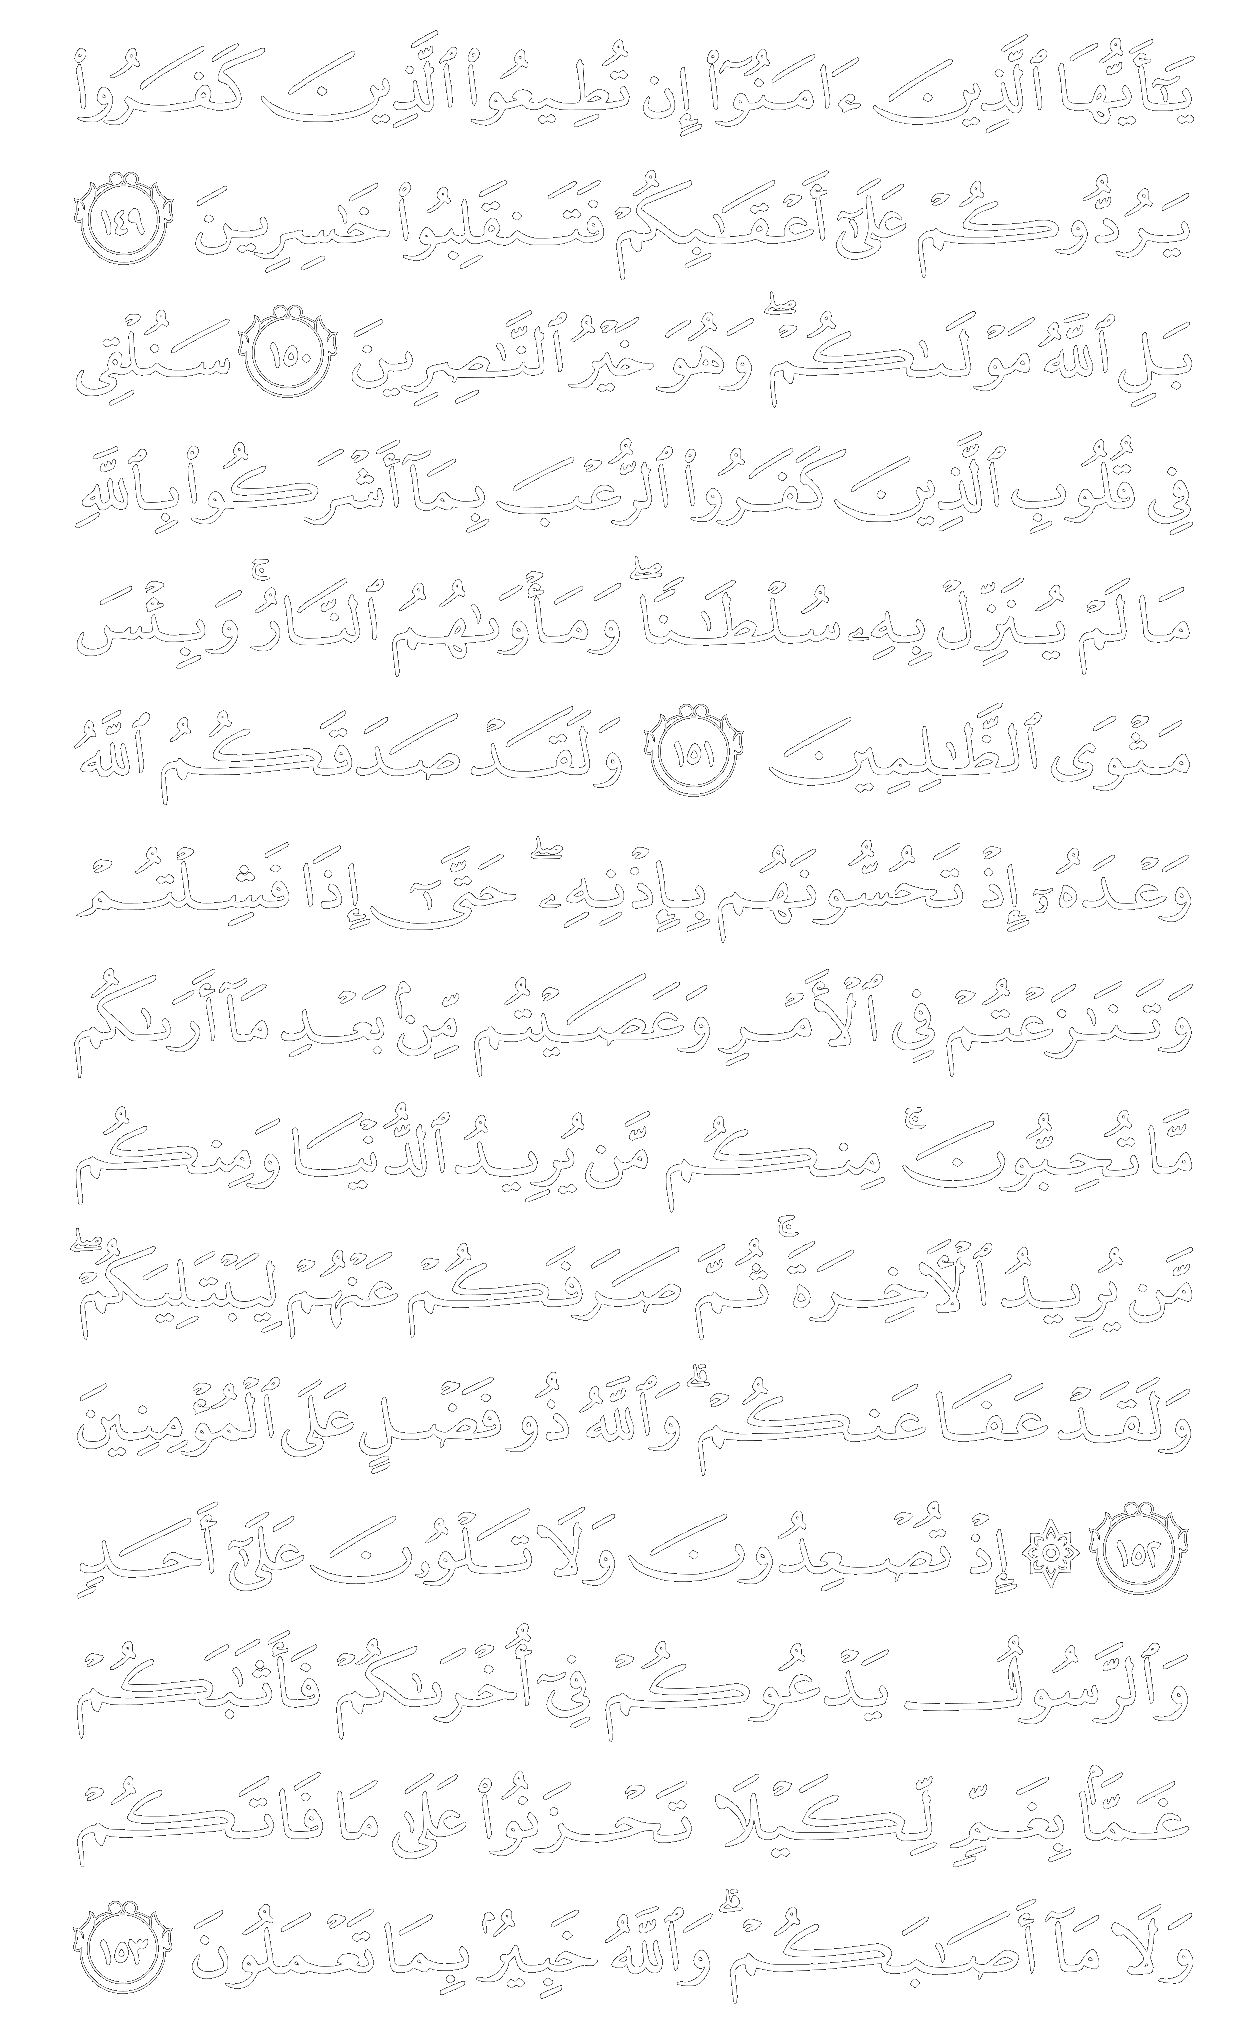 يَٰٓأَيُّهَا ٱلَّذِينَ ءَامَنُوٓا۟ إِن تُطِيعُوا۟ ٱلَّذِينَ كَفَرُوا۟
يَرُدُّوكُمْ عَلَىٰٓ أَعْقَٰبِكُمْ فَتَنقَلِبُوا۟ خَٰسِرِينَ ١٤٩
بَلِ ٱللَّهُ مَوْلَىٰكُمْ ۖ وَهُوَ خَيْرُ ٱلنَّٰصِرِينَ ١٥٠ سَنُلْقِى
فِى قُلُوبِ ٱلَّذِينَ كَفَرُوا۟ ٱلرُّعْبَ بِمَآ أَشْرَكُوا۟ بِٱللَّهِ
مَا لَمْ يُنَزِّلْ بِهِۦ سُلْطَٰنًا ۖ وَمَأْوَىٰهُمُ ٱلنَّارُ ۚ وَبِئْسَ
مَثْوَى ٱلظَّٰلِمِينَ ١٥١ وَلَقَدْ صَدَقَكُمُ ٱللَّهُ
وَعْدَهُۥٓ إِذْ تَحُسُّونَهُم بِإِذْنِهِۦ ۖ حَتَّىٰٓ إِذَا فَشِلْتُمْ
وَتَنَٰزَعْتُمْ فِى ٱلْأَمْرِ وَعَصَيْتُم مِّنۢ بَعْدِ مَآ أَرَىٰكُم
مَّا تُحِبُّونَ ۚ مِنكُم مَّن يُرِيدُ ٱلدُّنْيَا وَمِنكُم
مَّن يُرِيدُ ٱلْءَاخِرَةَ ۚ ثُمَّ صَرَفَكُمْ عَنْهُمْ لِيَبْتَلِيَكُمْ ۖ
وَلَقَدْ عَفَا عَنكُمْ ۗ وَٱللَّهُ ذُو فَضْلٍ عَلَى ٱلْمُؤْمِنِينَ
١٥٢ ۞ إِذْ تُصْعِدُونَ وَلَا تَلْوُۥنَ عَلَىٰٓ أَحَدٍ
وَٱلرَّسُولُ يَدْعُوكُمْ فِىٓ أُخْرَىٰكُمْ فَأَثَٰبَكُمْ
غَمًّۢا بِغَمٍّ لِّكَيْلَا تَحْزَنُوا۟ عَلَىٰ مَا فَاتَكُمْ
وَلَا مَآ أَصَٰبَكُمْ ۗ وَٱللَّهُ خَبِيرٌۢ بِمَا تَعْمَلُونَ ١٥٣